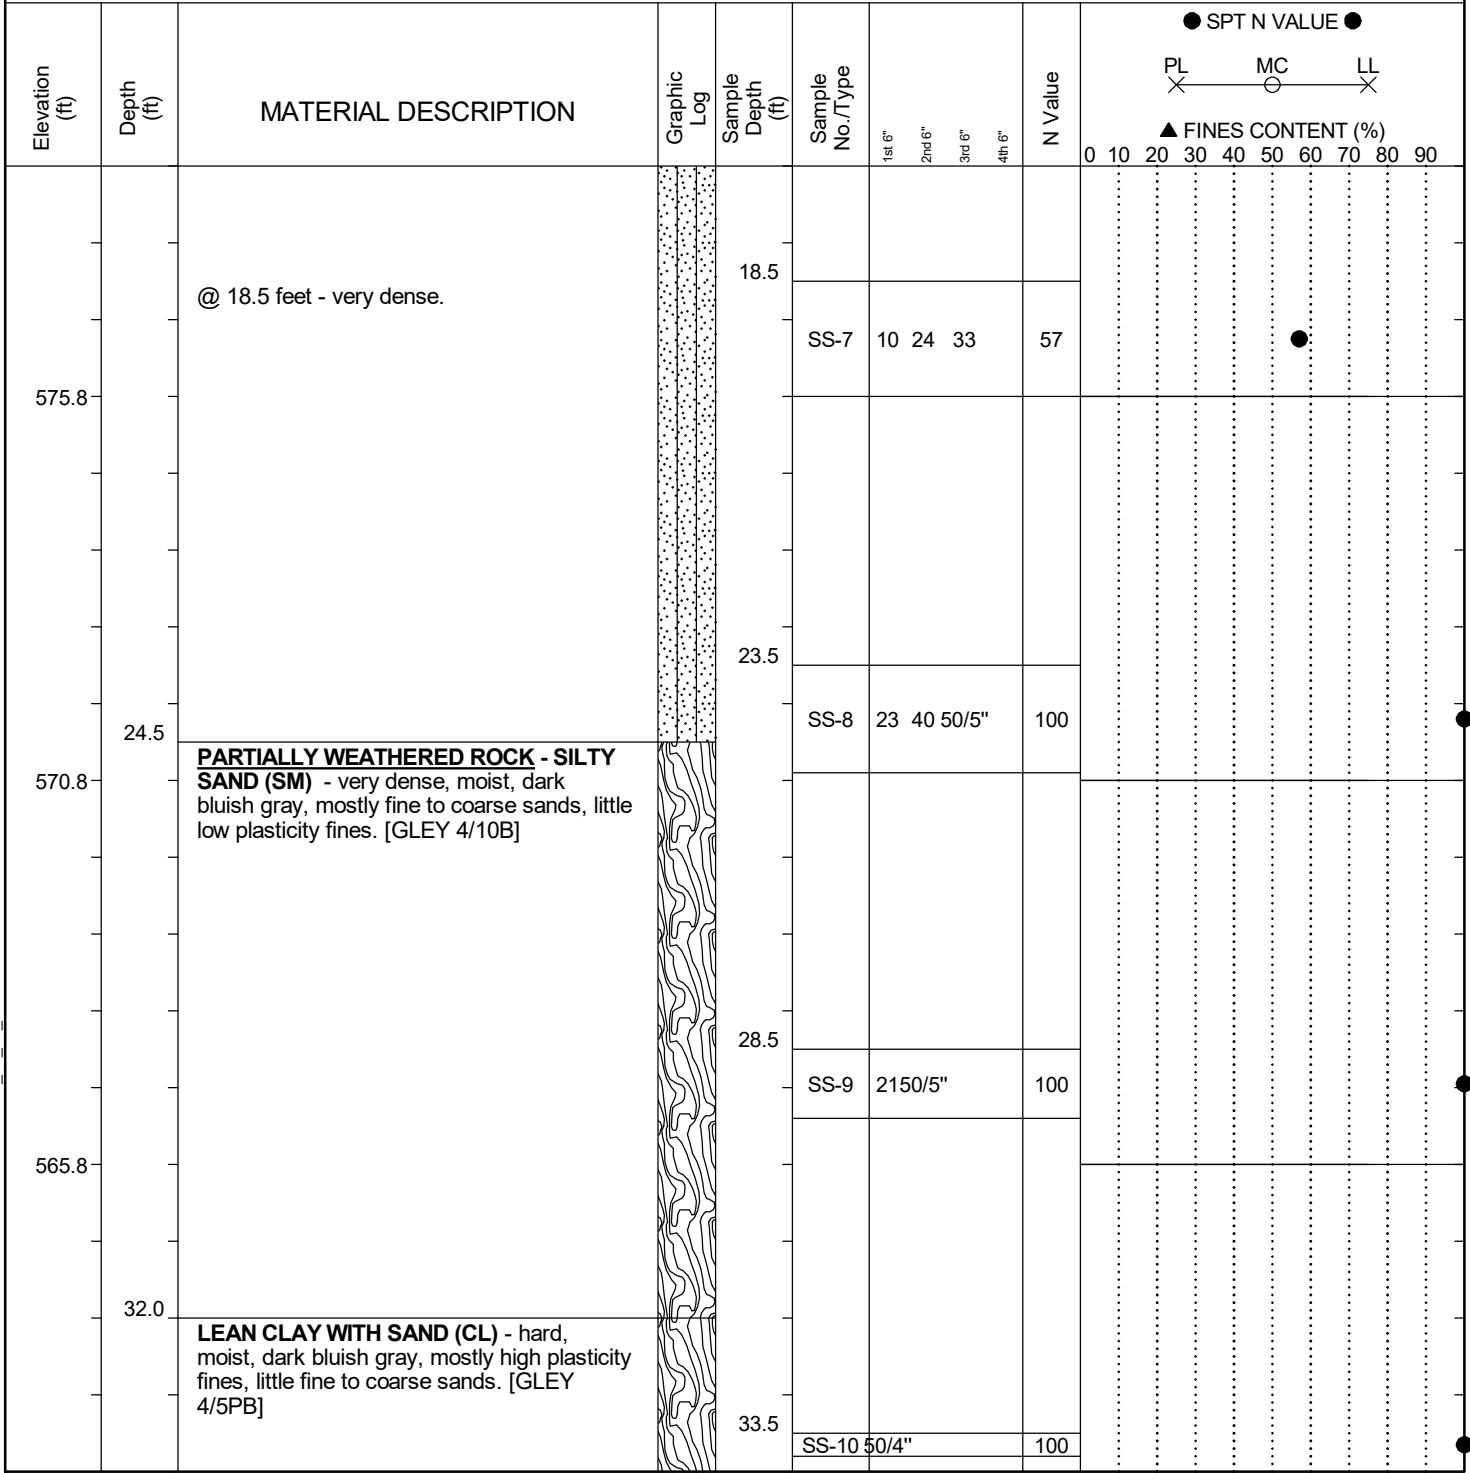 ● SPT N VALUE ●
PL MC LL
▲ FINES CONTENT (%)
0 10 20 30 40 50 60 70 80 90
Elevation
(ft)
Depth
(ft)
MATERIAL DESCRIPTION
Graphic
Log
Sample
Depth
(ft)
Sample
No./Type
1st 6"
2nd 6"
3rd 6"
4th 6"
N Value
18.5
@ 18.5 feet - very dense.
SS-7 10 24 33 57
575.8
23.5
SS-8 23 40 50/5" 100
24.5
PARTIALLY WEATHERED ROCK - SILTY
SAND (SM) - very dense, moist, dark
570.8
bluish gray, mostly fine to coarse sands, little
low plasticity fines. [GLEY 4/10B]
28.5
SS-9 2150/5" 100
565.8
32.0
LEAN CLAY WITH SAND (CL) - hard,
moist, dark bluish gray, mostly high plasticity
fines, little fine to coarse sands. [GLEY
4/5PB]
33.5
SS-10 50/4" 100